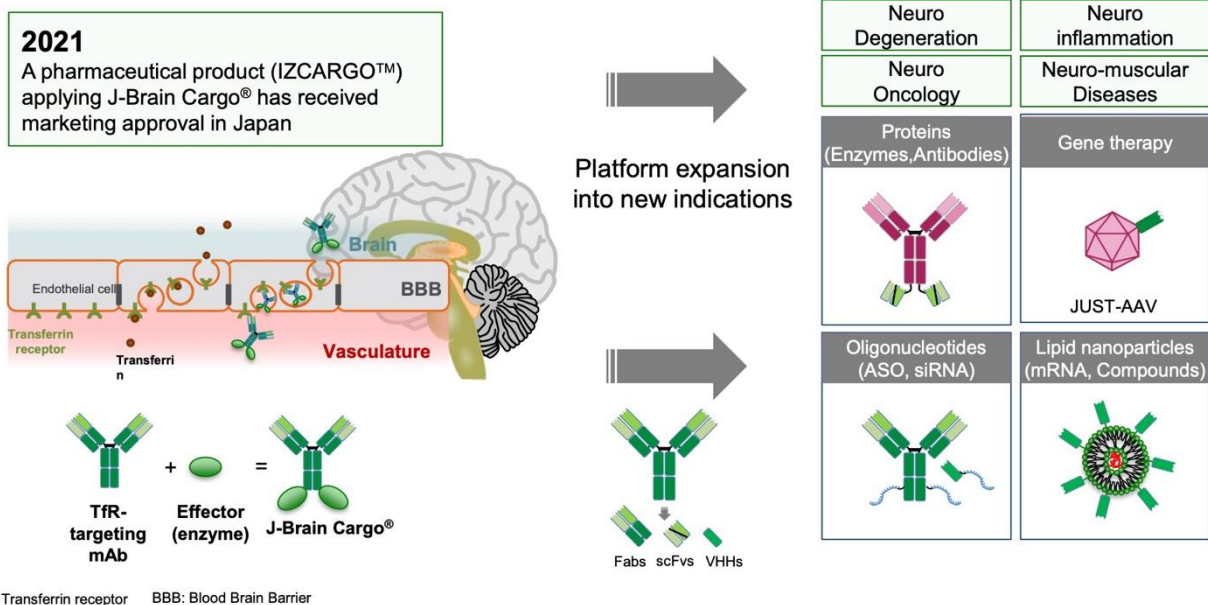 2021
A pharmaceutical product (IZCARGO™)
applying J-Brain Cargo® has received
marketing approval in Japan
Brain
Endothelial cell
BBB
Transferrin
receptor
Transferri
n
Vasculature
TfR-
targeting
mAb
+
Effector
(enzyme)
=
J-Brain Cargo®
Platform expansion
into new indications
Fabs scFvs VHHs
Neuro
Degeneration
Neuro
inflammation
Neuro
Oncology
Neuro-muscular
Diseases
Proteins
(Enzymes,Antibodies)
Gene therapy
JUST-AAV
Oligonucleotides
(ASO, siRNA)
Lipid nanoparticles
(mRNA, Compounds)
Transferrin receptor BBB: Blood Brain Barrier